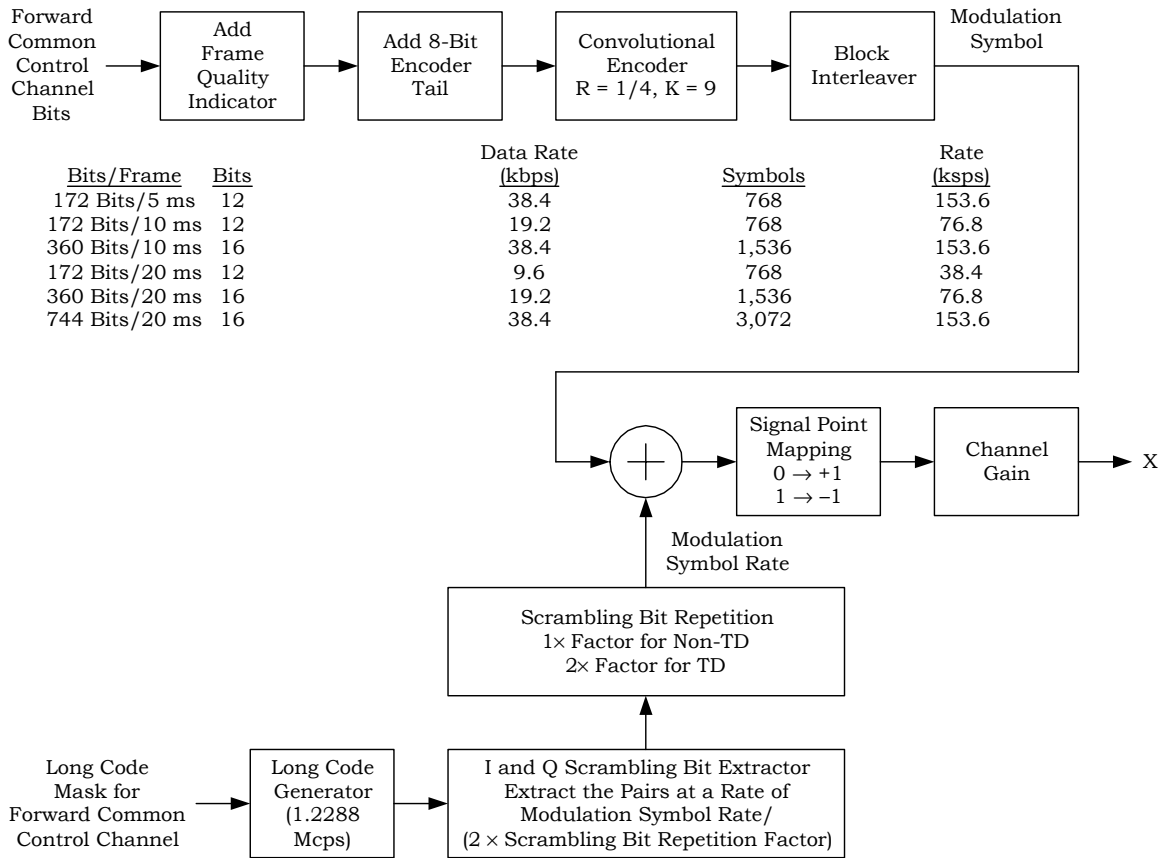 Forward
Common
Control
Channel
Bits
Add
Frame
Quality
Indicator
Add 8-Bit
Encoder
Tail
Convolutional
Encoder
R = 1/4, K = 9
Block
Interleaver
Modulation
Symbol
Data Rate Rate
Bits/Frame Bits (kbps) Symbols (ksps)
172 Bits/5 ms 12 38.4 768 153.6
172 Bits/10 ms 12 19.2 768 76.8
360 Bits/10 ms 16 38.4 1,536 153.6
172 Bits/20 ms 12 9.6 768 38.4
360 Bits/20 ms 16 19.2 1,536 76.8
744 Bits/20 ms 16 38.4 3,072 153.6
+
Signal Point
Mapping
0 → +1
1 → –1
Channel
Gain
X
Modulation
Symbol Rate
Scrambling Bit Repetition
1× Factor for Non-TD
2× Factor for TD
Long Code
Mask for
Forward Common
Control Channel
Long Code
Generator
(1.2288
Mcps)
I and Q Scrambling Bit Extractor
Extract the Pairs at a Rate of
Modulation Symbol Rate/
(2 × Scrambling Bit Repetition Factor)